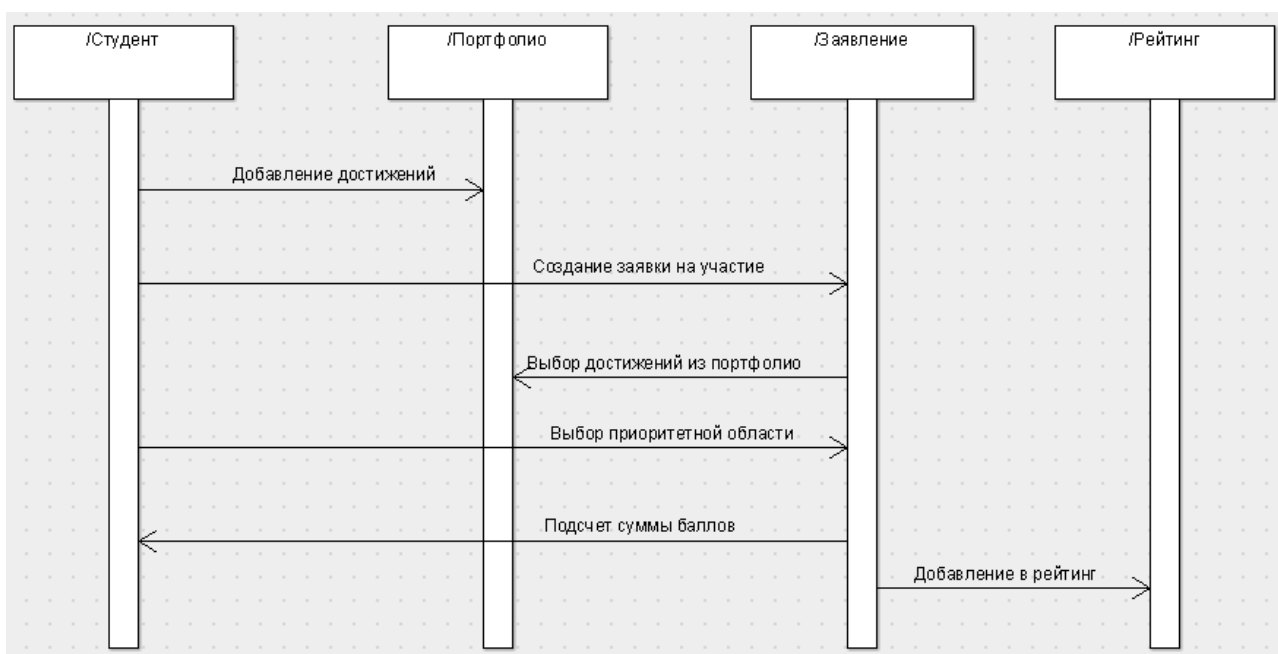 /Студент
/Портфолио
/Заявление
/Рейтинг
Добавление достижений
Создание заявки на участие
Выбор достижений из портфолио
Выбор приоритетной области
Подсчет суммы баллов
Добавление в рейтинг